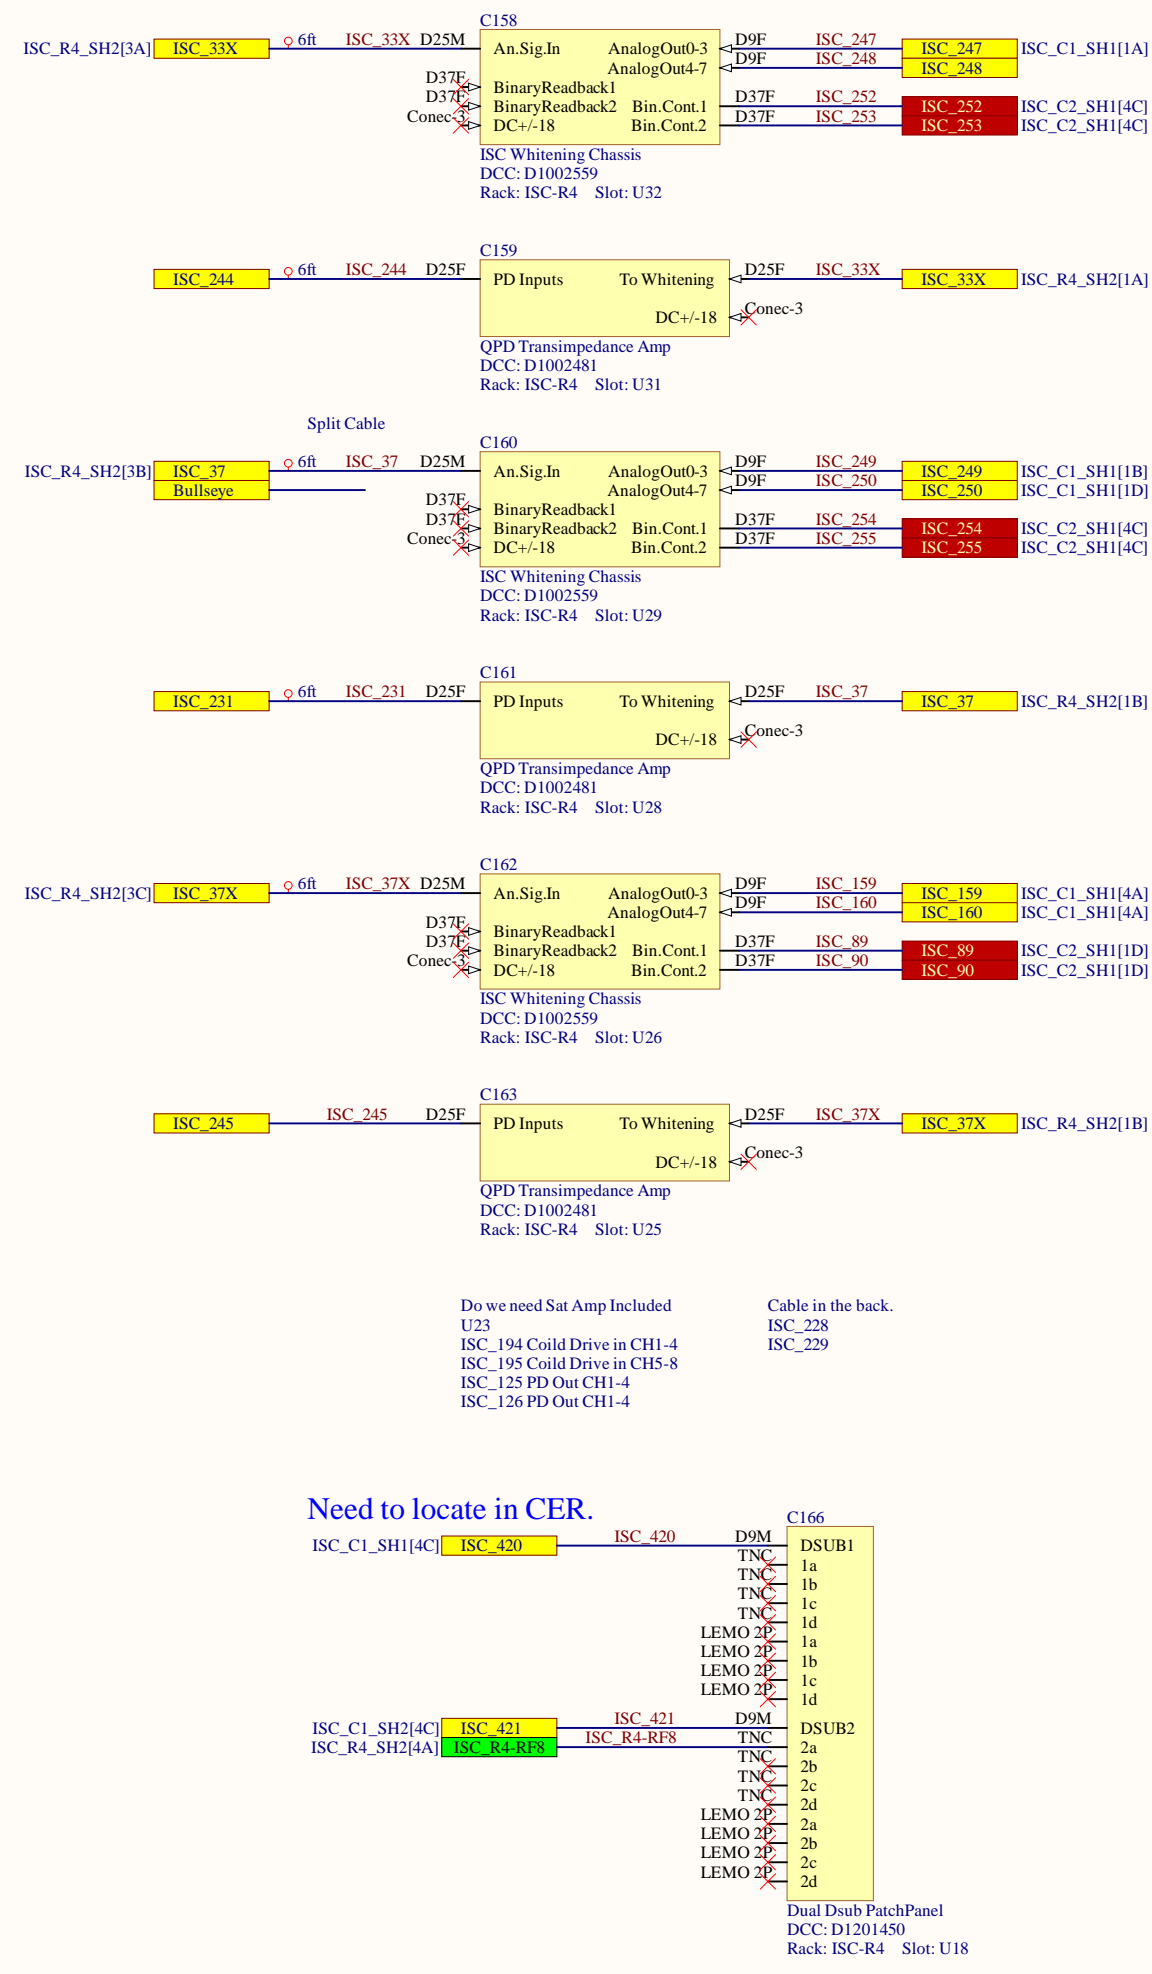 C158
ISC_R4_SH2[3A] ISC_33X 6ft ISC_33X D25M An.Sig.In AnalogOut0-3 D9F ISC_247 ISC_247 ISC_C1_SH1[1A]
AnalogOut4-7 D9F ISC_248 ISC_248
D37F BinaryReadback1
D37F BinaryReadback2 Bin.Cont.1 D37F ISC_252 ISC_252 ISC_C2_SH1[4C]
Conec-3 DC+/-18 Bin.Cont.2 D37F ISC_253 ISC_253 ISC_C2_SH1[4C]
ISC Whitening Chassis
DCC: D1002559
Rack: ISC-R4 Slot: U32
C159
ISC_244 6ft ISC_244 D25F PD Inputs To Whitening D25F ISC_33X ISC_33X ISC_R4_SH2[1A]
DC+/-18 Conec-3
QPD Transimpedance Amp
DCC: D1002481
Rack: ISC-R4 Slot: U31
Split Cable
C160
ISC_R4_SH2[3B] ISC_37 6ft ISC_37 D25M An.Sig.In AnalogOut0-3 D9F ISC_249 ISC_249 ISC_C1_SH1[1B]
Bullseye AnalogOut4-7 D9F ISC_250 ISC_250 ISC_C1_SH1[1D]
D37F BinaryReadback1
D37F BinaryReadback2 Bin.Cont.1 D37F ISC_254 ISC_254 ISC_C2_SH1[4C]
Conec-3 DC+/-18 Bin.Cont.2 D37F ISC_255 ISC_255 ISC_C2_SH1[4C]
ISC Whitening Chassis
DCC: D1002559
Rack: ISC-R4 Slot: U29
C161
ISC_231 6ft ISC_231 D25F PD Inputs To Whitening D25F ISC_37 ISC_37 ISC_R4_SH2[1B]
DC+/-18 Conec-3
QPD Transimpedance Amp
DCC: D1002481
Rack: ISC-R4 Slot: U28
C162
ISC_R4_SH2[3C] ISC_37X 6ft ISC_37X D25M An.Sig.In AnalogOut0-3 D9F ISC_159 ISC_159 ISC_C1_SH1[4A]
AnalogOut4-7 D9F ISC_160 ISC_160 ISC_C1_SH1[4A]
D37F BinaryReadback1
D37F BinaryReadback2 Bin.Cont.1 D37F ISC_89 ISC_89 ISC_C2_SH1[1D]
Conec-3 DC+/-18 Bin.Cont.2 D37F ISC_90 ISC_90 ISC_C2_SH1[1D]
ISC Whitening Chassis
DCC: D1002559
Rack: ISC-R4 Slot: U26
C163
ISC_245 ISC_245 D25F PD Inputs To Whitening D25F ISC_37X ISC_37X ISC_R4_SH2[1B]
DC+/-18 Conec-3
QPD Transimpedance Amp
DCC: D1002481
Rack: ISC-R4 Slot: U25
Do we need Sat Amp Included
U23
ISC_194 Coild Drive in CH1-4
ISC_195 Coild Drive in CH5-8
ISC_125 PD Out CH1-4
ISC_126 PD Out CH1-4
Cable in the back.
ISC_228
ISC_229
Need to locate in CER.
C166
ISC_C1_SH1[4C] ISC_420 ISC_420 D9M DSUB1
TNC 1a
TNC 1b
TNC 1c
TNC 1d
LEMO 2P 1a
LEMO 2P 1b
LEMO 2P 1c
LEMO 2P 1d
ISC_C1_SH2[4C] ISC_421 ISC_421 D9M DSUB2
ISC_R4_SH2[4A] ISC_R4-RF8 ISC_R4-RF8 TNC 2a
TNC 2b
TNC 2c
TNC 2d
LEMO 2P 2a
LEMO 2P 2b
LEMO 2P 2c
LEMO 2P 2d
Dual Dsub PatchPanel
DCC: D1201450
Rack: ISC-R4 Slot: U18